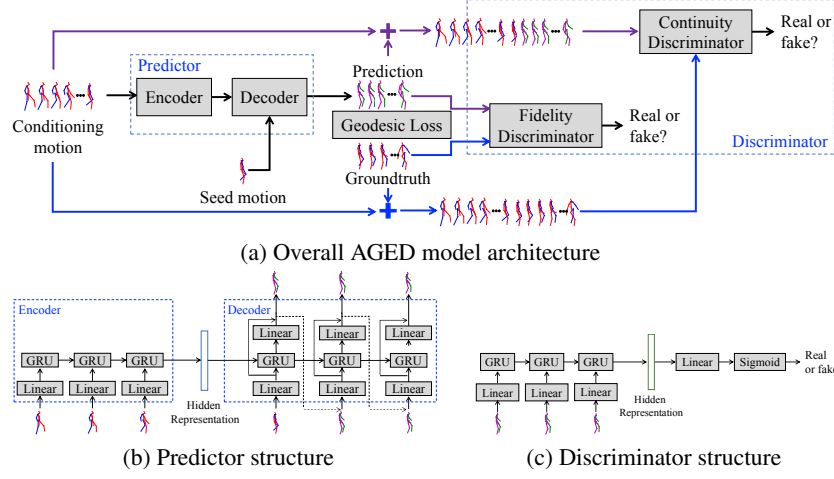 Continuity
Discriminator
Real or
fake?
Predictor
Prediction
Encoder
Decoder
Geodesic Loss
Fidelity
Discriminator
Real or
fake?
Conditioning
motion
Discriminator
Seed motion
Groundtruth
(a) Overall AGED model architecture
Encoder
Decoder
Linear
Linear
Linear
GRU
GRU
GRU
GRU
GRU
GRU
Linear
Linear
Linear
Linear
Linear
Linear
Hidden
Representation
GRU
GRU
GRU
Linear
Sigmoid
Real
or fake
Linear
Linear
Linear
Hidden
Representation
(b) Predictor structure
(c) Discriminator structure